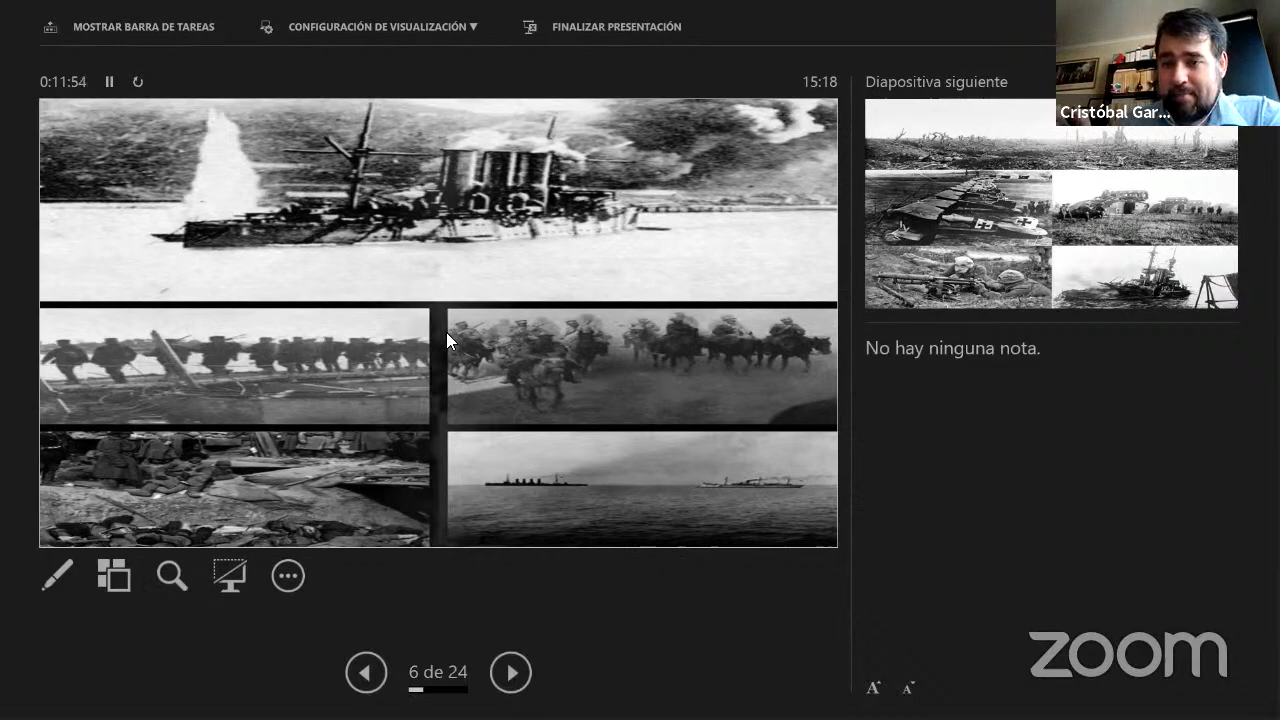 MOSTRAR BARRA DE TAREAS
CONFIGURACIÓN DE VISUALIZACIÓN ▼
FINALIZAR PRESENTACIÓN
0:11:54
15:18
Diapositiva siguiente
Cristóbal Gar...
No hay ninguna nota.
6 de 24
A A
zoom